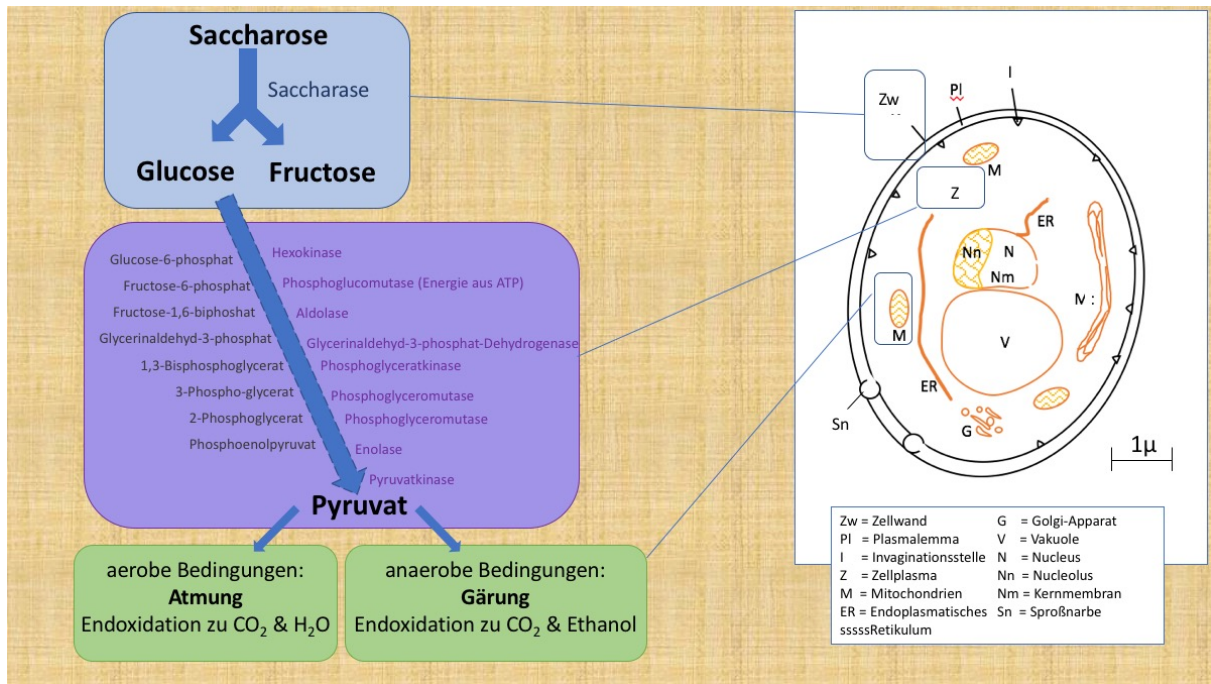 Saccharose
Saccharase
Glucose
Fructose
Glucose-6-phosphat
Fructose-6-phosphat
Fructose-1,6-biphoshat
Glycerinaldehyd-3-phosphat
1,3-Bisphosphoglycerat
3-Phospho-glycerat
2-Phosphoglycerat
Phosphoenolpyruvat
Hexokinase
Phosphoglucomutase (Energie aus ATP)
Aldolase
Glycerinaldehyd-3-phosphat-Dehydrogenase
Phosphoglyceratkinase
Phosphoglyceromutase
Phosphoglyceromutase
Enolase
Pyruvatkinase
Pyruvat
aerobe Bedingungen:
Atmung
Endoxidation zu CO₂ & H₂O
anaerobe Bedingungen:
Gärung
Endoxidation zu CO₂ & Ethanol
I
Pl
Zw
M
Z
ER
Nn
N
Nm
M
M
V
ER
Sn
G
1µ
Zw = Zellwand
Pl = Plasmalemma
I = Invaginationsstelle
Z = Zellplasma
M = Mitochondrien
ER = Endoplasmatisches
sssssRetikulum
G = Golgi-Apparat
V = Vakuole
N = Nucleus
Nn = Nucleolus
Nm = Kernmembran
Sn = Sproßnarbe